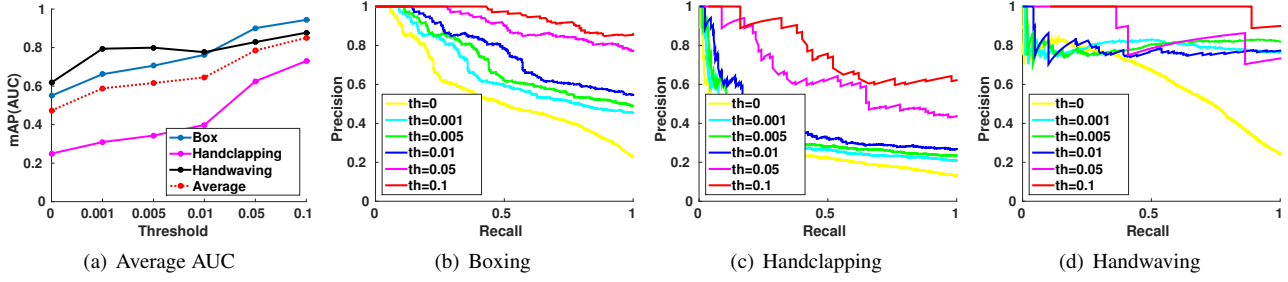 1
0.8
0.6
0.4
0.2
0
mAP(AUC)
Box
Handclapping
Handwaving
Average
0 0.001 0.005 0.01 0.05 0.1
Threshold
(a) Average AUC
1
0.8
0.6
0.4
0.2
0
Precision
th=0
th=0.001
th=0.005
th=0.01
th=0.05
th=0.1
0 0.5 1
Recall
(b) Boxing
1
0.8
0.6
0.4
0.2
0
Precision
th=0
th=0.001
th=0.005
th=0.01
th=0.05
th=0.1
0 0.5 1
Recall
(c) Handclapping
1
0.8
0.6
0.4
0.2
0
Precision
th=0
th=0.001
th=0.005
th=0.01
th=0.05
th=0.1
0 0.5 1
Recall
(d) Handwaving